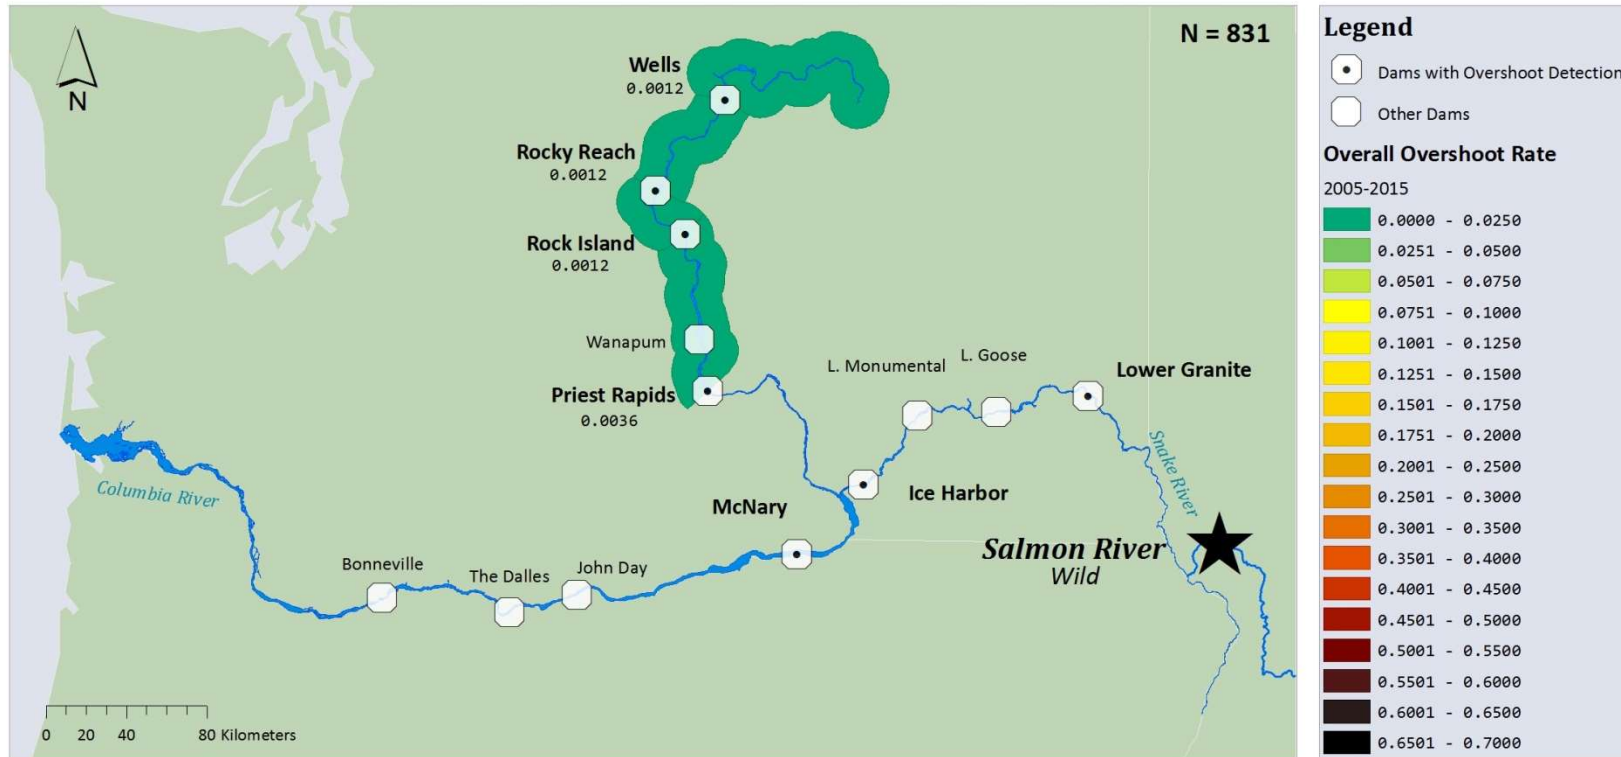 N = 831
N
Wells
0.0012
Rocky Reach
0.0012
Rock Island
0.0012
Wanapum
Priest Rapids
0.0036
L. Monumental
L. Goose
Lower Granite
Snake River
Columbia River
McNary
Ice Harbor
Salmon River
Wild
Bonneville
The Dalles
John Day
0 20 40 80 Kilometers
Legend
Dams with Overshoot Detection
Other Dams
Overall Overshoot Rate
2005-2015
0.0000 - 0.0250
0.0251 - 0.0500
0.0501 - 0.0750
0.0751 - 0.1000
0.1001 - 0.1250
0.1251 - 0.1500
0.1501 - 0.1750
0.1751 - 0.2000
0.2001 - 0.2500
0.2501 - 0.3000
0.3001 - 0.3500
0.3501 - 0.4000
0.4001 - 0.4500
0.4501 - 0.5000
0.5001 - 0.5500
0.5501 - 0.6000
0.6001 - 0.6500
0.6501 - 0.7000